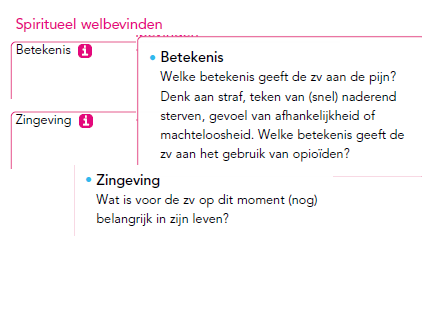 Spiritueel welbevinden
Betekenis i
• Betekenis
Welke betekenis geeft de zv aan de pijn?
Denk aan straf, teken van (snel) naderend
sterven, gevoel van afhankelijkheid of
machteloosheid. Welke betekenis geeft de
zv aan het gebruik van opioïden?
Zingeving i
• Zingeving
Wat is voor de zv op dit moment (nog)
belangrijk in zijn leven?